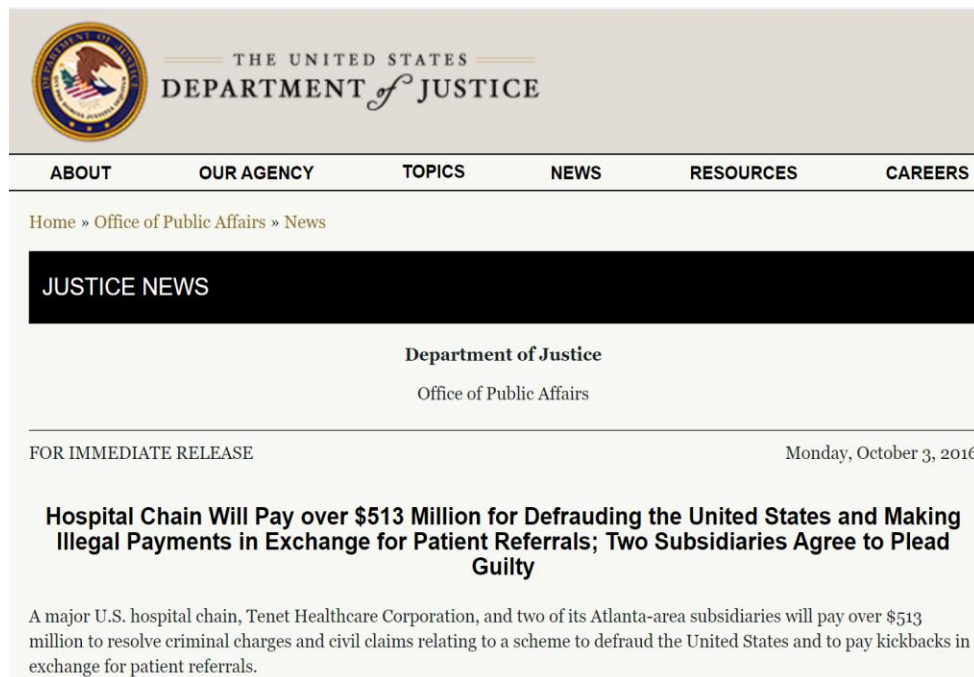 THE UNITED STATES
DEPARTMENT of JUSTICE
ABOUT OUR AGENCY TOPICS NEWS RESOURCES CAREERS
Home » Office of Public Affairs » News
JUSTICE NEWS
Department of Justice
Office of Public Affairs
FOR IMMEDIATE RELEASE Monday, October 3, 2016
Hospital Chain Will Pay over $513 Million for Defrauding the United States and Making
Illegal Payments in Exchange for Patient Referrals; Two Subsidiaries Agree to Plead
Guilty
A major U.S. hospital chain, Tenet Healthcare Corporation, and two of its Atlanta-area subsidiaries will pay over $513
million to resolve criminal charges and civil claims relating to a scheme to defraud the United States and to pay kickbacks in
exchange for patient referrals.